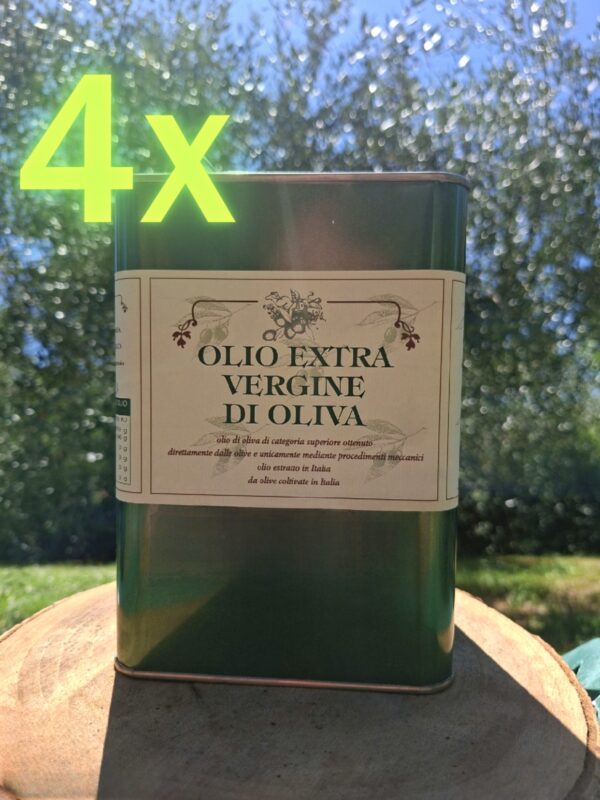 4x
OLIO EXTRA
VERGINE
DI OLIVA
olio di oliva di categoria superiore ottenuto
direttamente dalle olive e unicamente mediante procedimenti meccanici
olio estratto in Italia
da olive coltivate in Italia